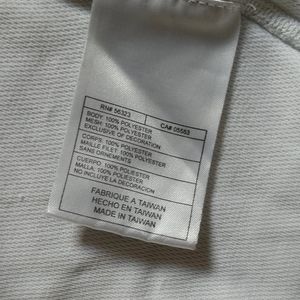 RN# 56323 CA# 05553
BODY: 100% POLYESTER
MESH: 100% POLYESTER
EXCLUSIVE OF DECORATION
CORPS: 100% POLYESTER
MAILLE FILET 100% POLYESTER
SANS ORNEMENTS
CUERPO: 100% POLIESTER
MALLA: 100% POLIESTER
NO INCLUYE LA DECORACIÓN
FABRIQUE A TAIWAN
HECHO EN TAIWAN
MADE IN TAIWAN